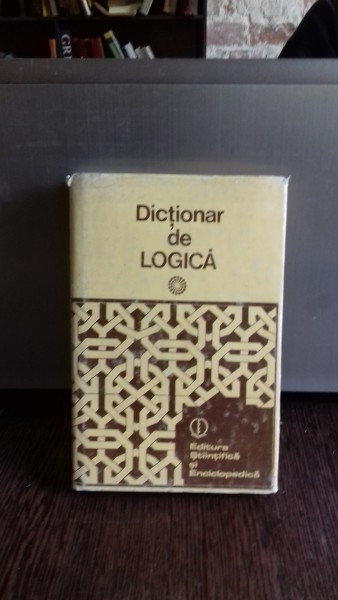 Dicționar
de
LOGICĂ
Editura
Științifică
și
Enciclopedică